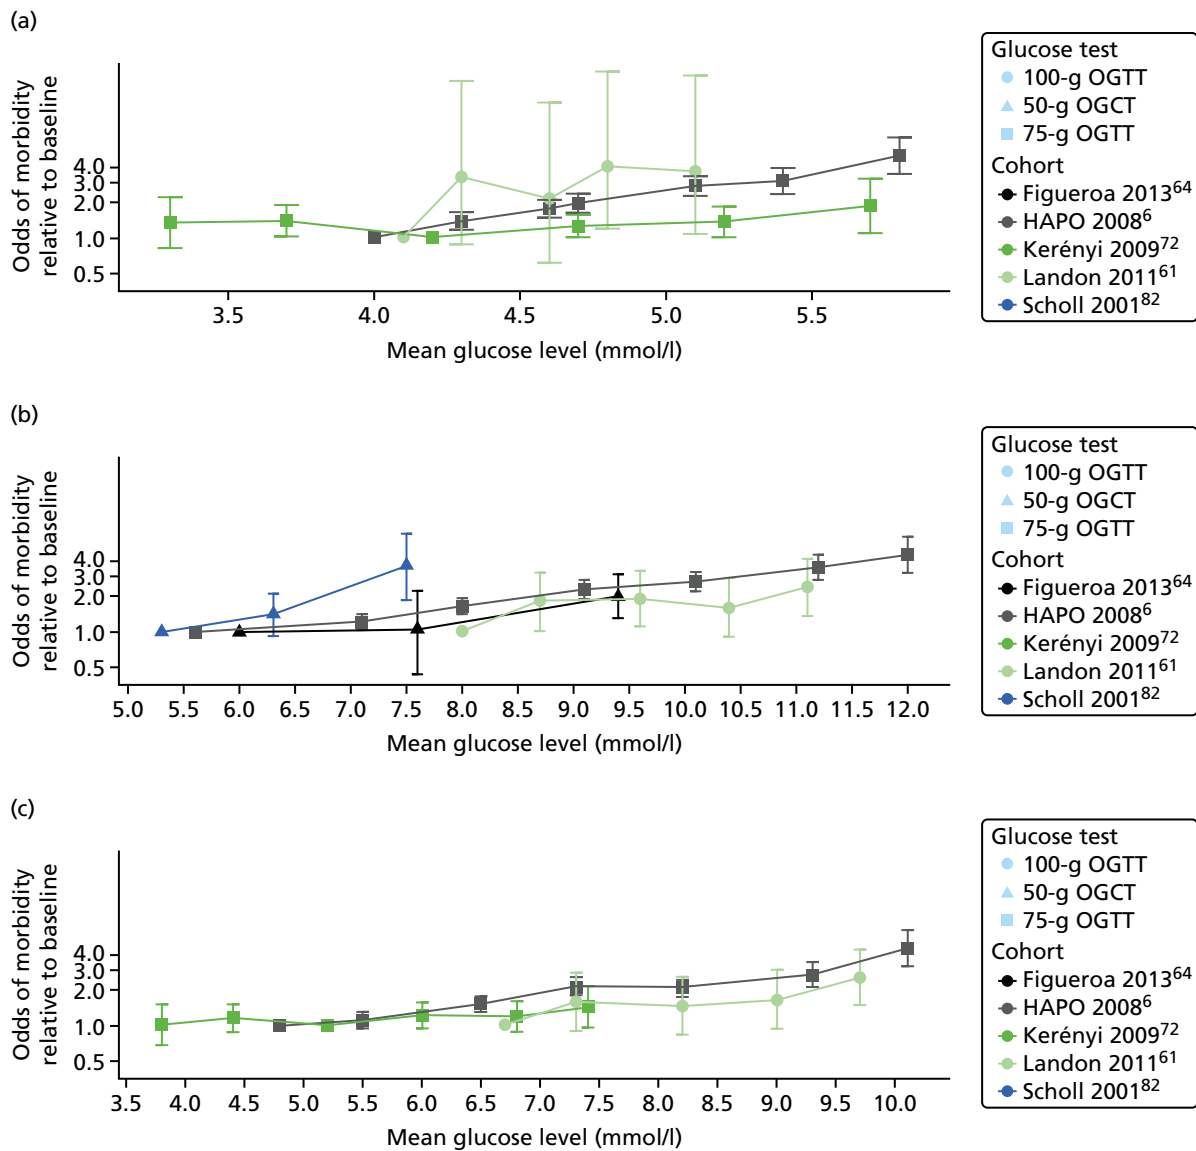 (a)
Odds of morbidity
relative to baseline
4.0
3.0
2.0
1.0
0.5
3.5 4.0 4.5 5.0 5.5
Mean glucose level (mmol/l)
Glucose test
100-g OGTT
50-g OGCT
75-g OGTT
Cohort
Figueroa 2013⁶⁴
HAPO 2008⁶
Kerényi 2009⁷²
Landon 2011⁶¹
Scholl 2001⁸²
(b)
Odds of morbidity
relative to baseline
4.0
3.0
2.0
1.0
0.5
5.0 5.5 6.0 6.5 7.0 7.5 8.0 8.5 9.0 9.5 10.0 10.5 11.0 11.5 12.0
Mean glucose level (mmol/l)
Glucose test
100-g OGTT
50-g OGCT
75-g OGTT
Cohort
Figueroa 2013⁶⁴
HAPO 2008⁶
Kerényi 2009⁷²
Landon 2011⁶¹
Scholl 2001⁸²
(c)
Odds of morbidity
relative to baseline
4.0
3.0
2.0
1.0
0.5
3.5 4.0 4.5 5.0 5.5 6.0 6.5 7.0 7.5 8.0 8.5 9.0 9.5 10.0
Mean glucose level (mmol/l)
Glucose test
100-g OGTT
50-g OGCT
75-g OGTT
Cohort
Figueroa 2013⁶⁴
HAPO 2008⁶
Kerényi 2009⁷²
Landon 2011⁶¹
Scholl 2001⁸²